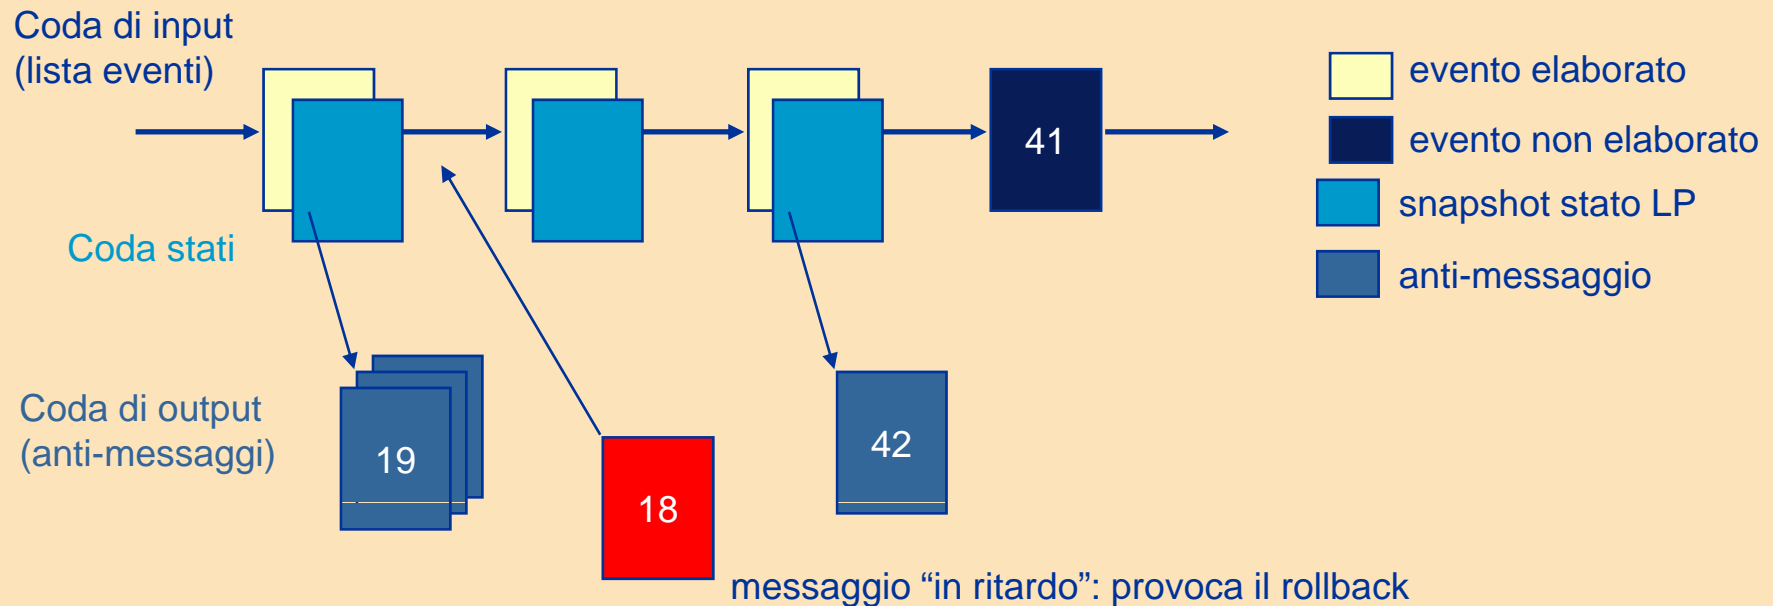 Coda di input
(lista eventi)
41
evento elaborato
evento non elaborato
snapshot stato LP
anti-messaggio
Coda stati
Coda di output
(anti-messaggi)
19
18
42
messaggio “in ritardo”: provoca il rollback